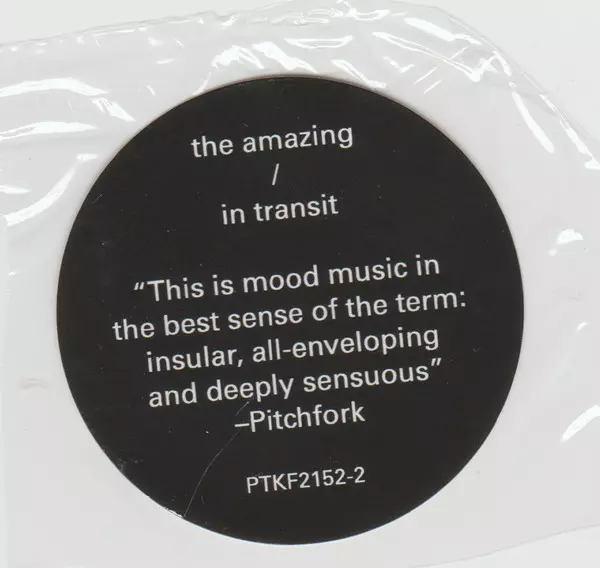 the amazing
/
in transit
“This is mood music in
the best sense of the term:
insular, all-enveloping
and deeply sensuous”
–Pitchfork
PTKF2152-2